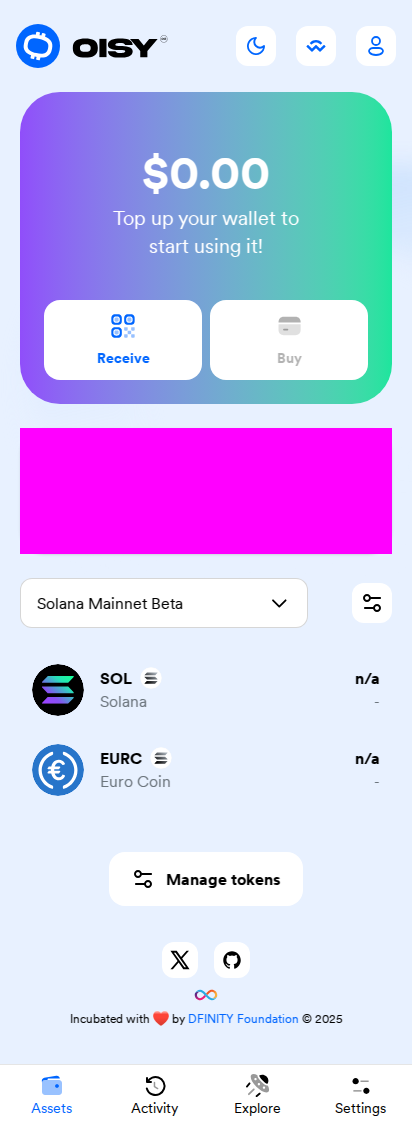 OISY
$0.00
Top up your wallet to
start using it!
Receive
Buy
Solana Mainnet Beta
SOL
n/a
Solana
-
EURC
n/a
Euro Coin
-
Manage tokens
Incubated with ❤️ by DFINITY Foundation © 2025
Assets
Activity
Explore
Settings